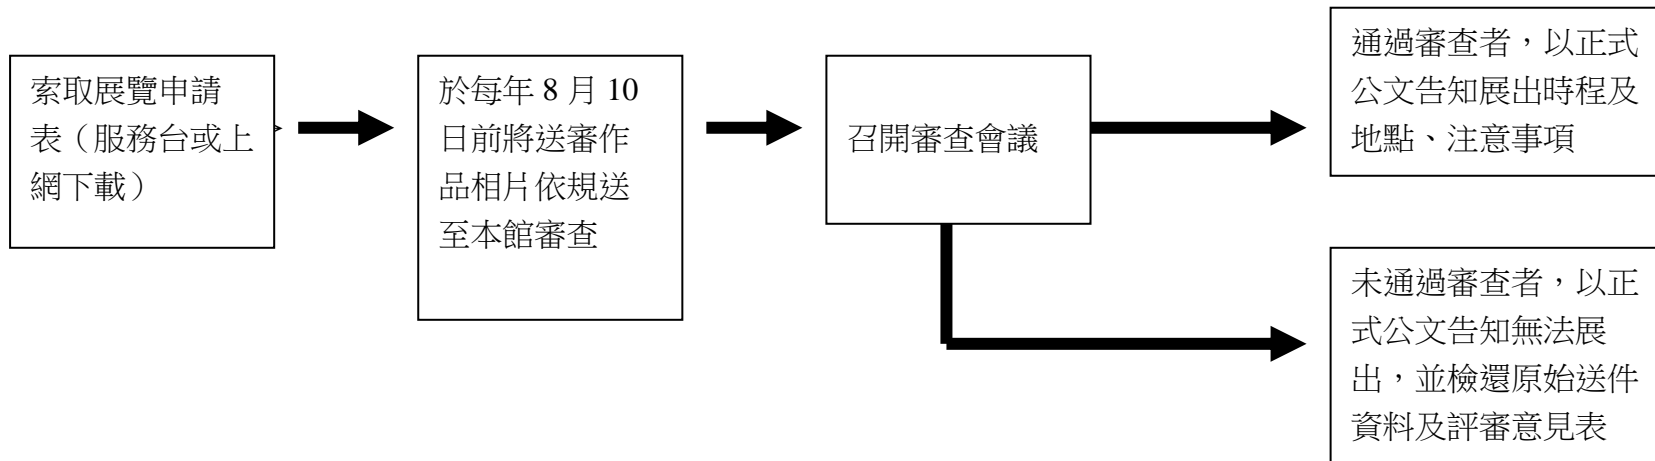 索取展覽申請
表（服務台或上
網下載）
於每年 8 月 10
日前將送審作
品相片依規送
至本館審查
召開審查會議
通過審查者，以正式
公文告知展出時程及
地點、注意事項
未通過審查者，以正
式公文告知無法展
出，並檢還原始送件
資料及評審意見表